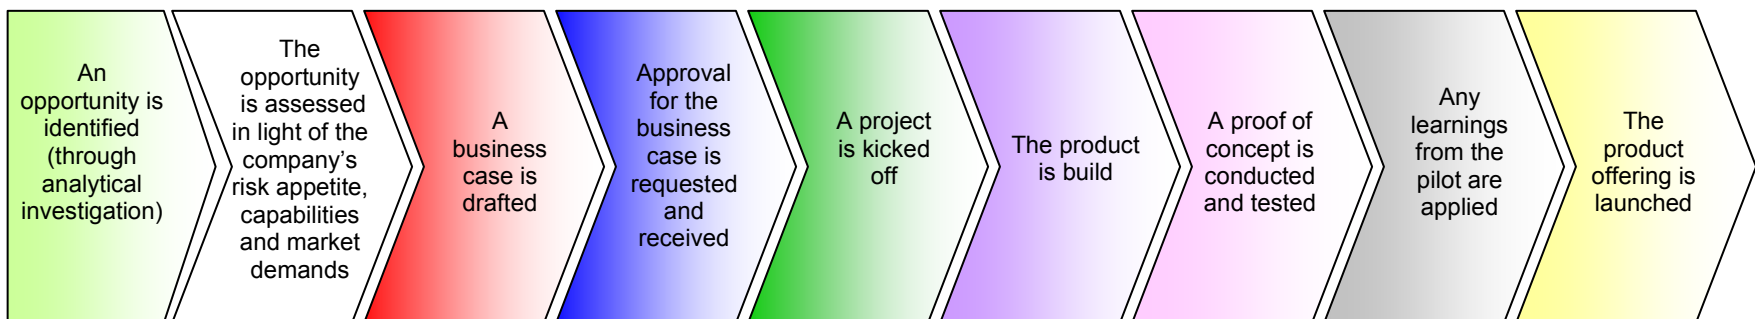 An
opportunity is
identified
(through
analytical
investigation)
The
opportunity
is assessed
in light of the
company’s
risk appetite,
capabilities
and market
demands
A
business
case is
drafted
Approval
for the
business
case is
requested
and
received
A project
is kicked
off
The product
is build
A proof of
concept is
conducted
and tested
Any
learnings
from the
pilot are
applied
The
product
offering is
launched